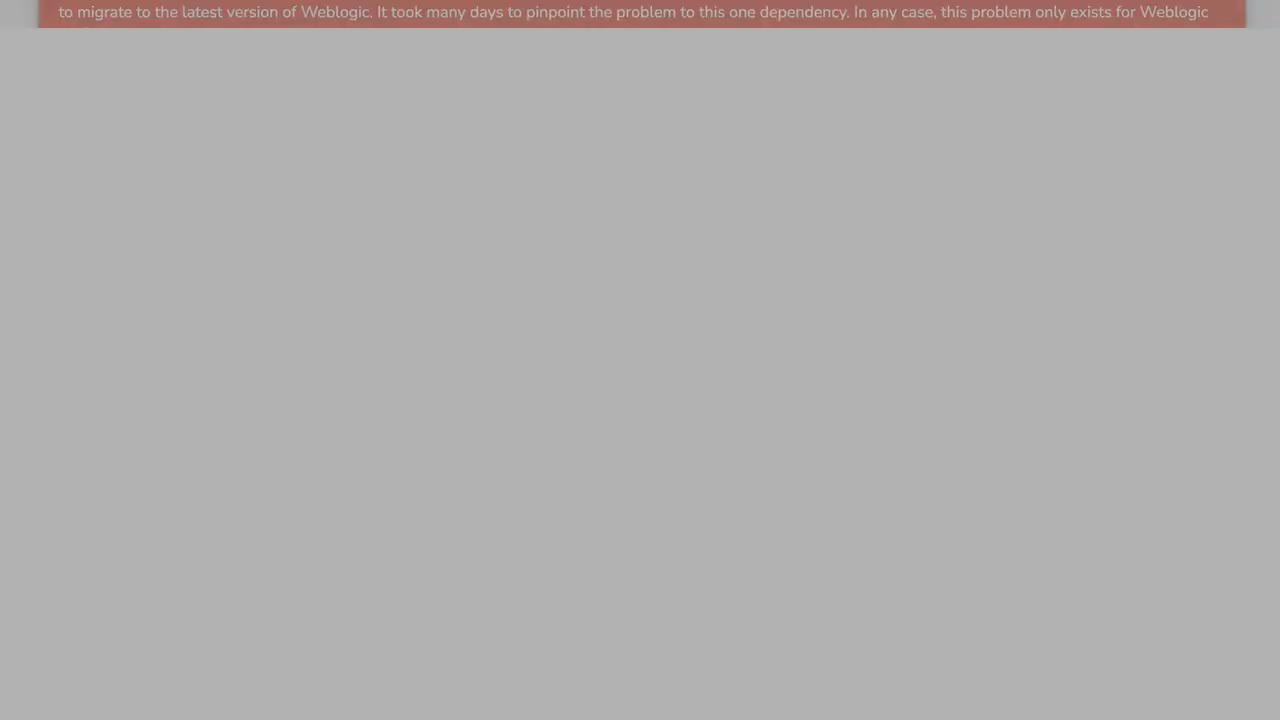 to migrate to the latest version of Weblogic. It took many days to pinpoint the problem to this one dependency. In any case, this problem only exists for Weblogic